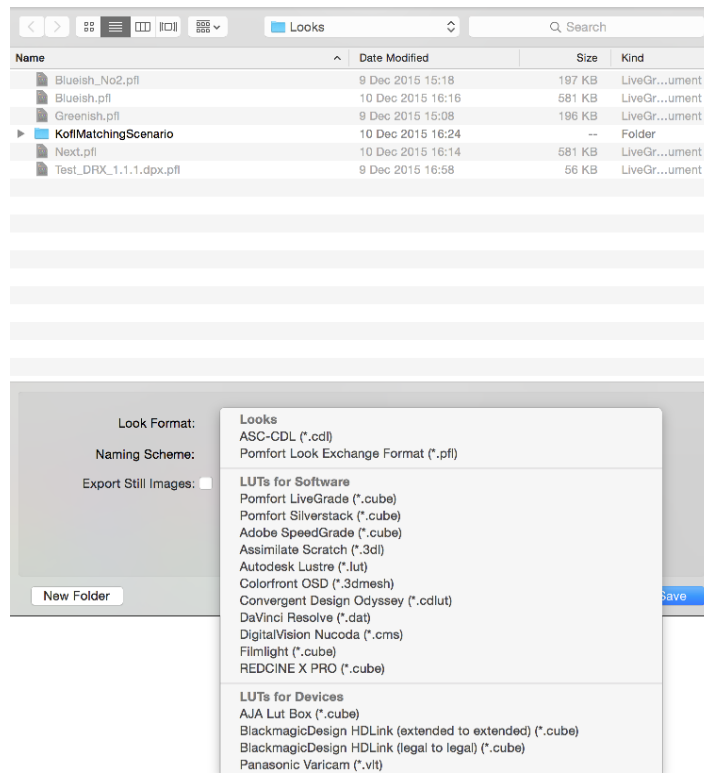 Looks
Search
Name Date Modified Size Kind
Blueish_No2.pfl 9 Dec 2015 15:18 197 KB LiveGr...ument
Blueish.pfl 10 Dec 2015 16:16 581 KB LiveGr...ument
Greenish.pfl 9 Dec 2015 15:08 196 KB LiveGr...ument
KoflMatchingScenario 10 Dec 2015 16:24 -- Folder
Next.pfl 10 Dec 2015 16:14 581 KB LiveGr...ument
Test_DRX_1.1.1.dpx.pfl 9 Dec 2015 16:58 56 KB LiveGr...ument
Look Format:
Naming Scheme:
Export Still Images:
Looks
ASC-CDL (*.cdl)
Pomfort Look Exchange Format (*.pfl)
LUTs for Software
Pomfort LiveGrade (*.cube)
Pomfort Silverstack (*.cube)
Adobe SpeedGrade (*.cube)
Assimilate Scratch (*.3dl)
Autodesk Lustre (*.lut)
Colorfront OSD (*.3dmesh)
Convergent Design Odyssey (*.cdlut)
DaVinci Resolve (*.dat)
DigitalVision Nucoda (*.cms)
Filmlight (*.cube)
REDCINE X PRO (*.cube)
LUTs for Devices
AJA Lut Box (*.cube)
BlackmagicDesign HDLink (extended to extended) (*.cube)
BlackmagicDesign HDLink (legal to legal) (*.cube)
Panasonic Varicam (*.vlt)
New Folder
Save